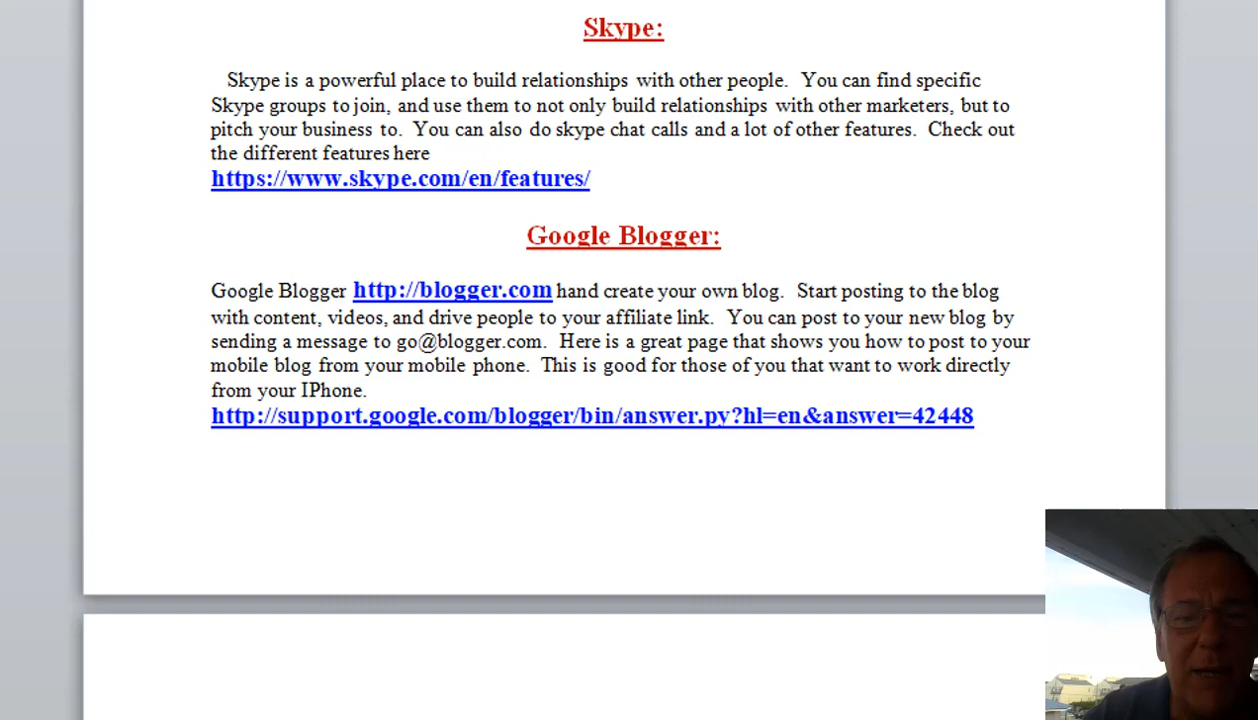 Skype:
Skype is a powerful place to build relationships with other people. You can find specific
Skype groups to join, and use them to not only build relationships with other marketers, but to
pitch your business to. You can also do skype chat calls and a lot of other features. Check out
the different features here
https://www.skype.com/en/features/
Google Blogger:
Google Blogger http://blogger.com hand create your own blog. Start posting to the blog
with content, videos, and drive people to your affiliate link. You can post to your new blog by
sending a message to go@blogger.com. Here is a great page that shows you how to post to your
mobile blog from your mobile phone. This is good for those of you that want to work directly
from your IPhone.
http://support.google.com/blogger/bin/answer.py?hl=en&answer=42448